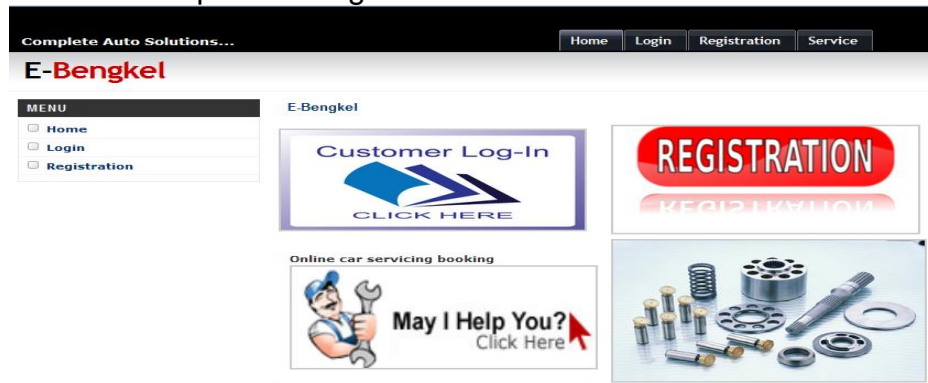 Complete Auto Solutions...
Home Login Registration Service
E-Bengkel
MENU
Home
Login
Registration
E-Bengkel
Customer Log-In
CLICK HERE
REGISTRATION
Online car servicing booking
May I Help You?
Click Here